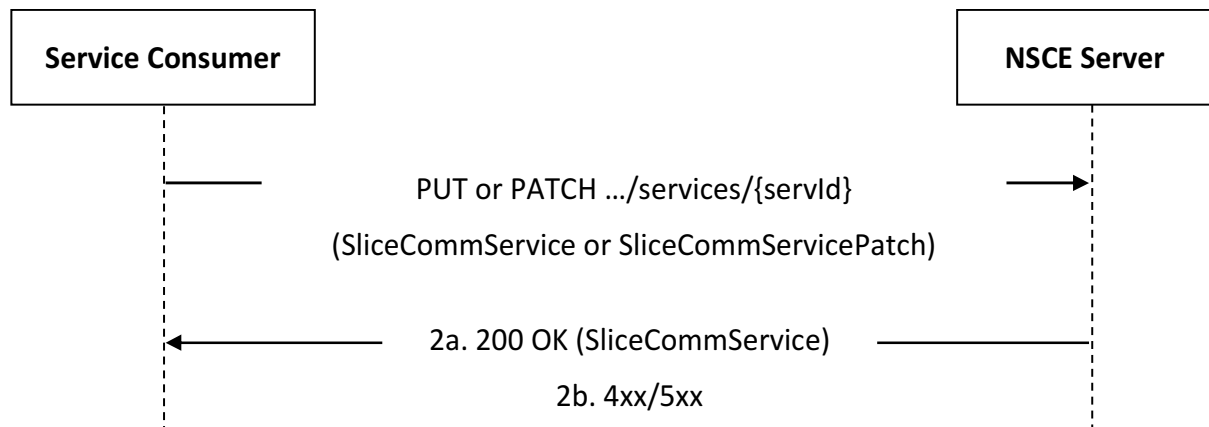 Service Consumer
NSCE Server
PUT or PATCH …/services/{servId}
(SliceCommService or SliceCommServicePatch)
2a. 200 OK (SliceCommService)
2b. 4xx/5xx